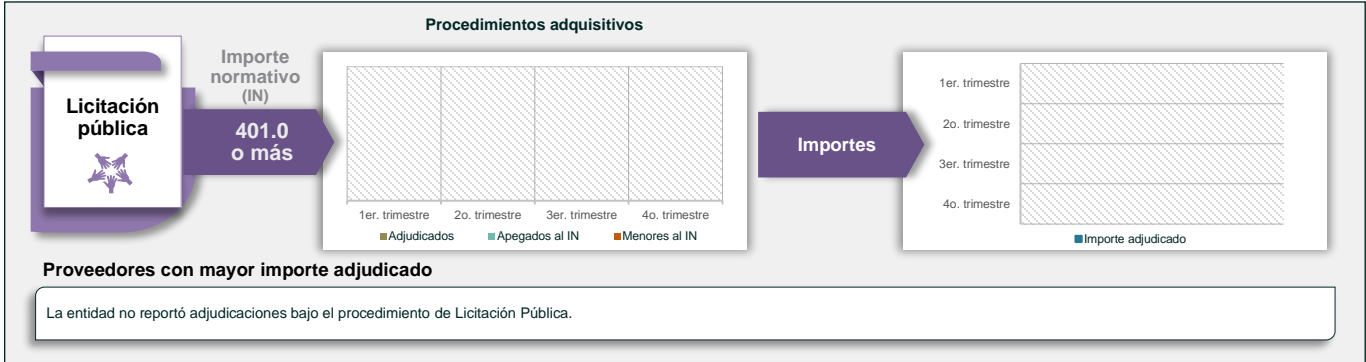 Procedimientos adquisitivos
Licitación
pública
Importe
normativo
(IN)
401.0
o más
1er. trimestre 2o. trimestre 3er. trimestre 4o. trimestre
Adjudicados Apegados al IN Menores al IN
Importes
1er. trimestre
2o. trimestre
3er. trimestre
4o. trimestre
Importe adjudicado
Proveedores con mayor importe adjudicado
La entidad no reportó adjudicaciones bajo el procedimiento de Licitación Pública.